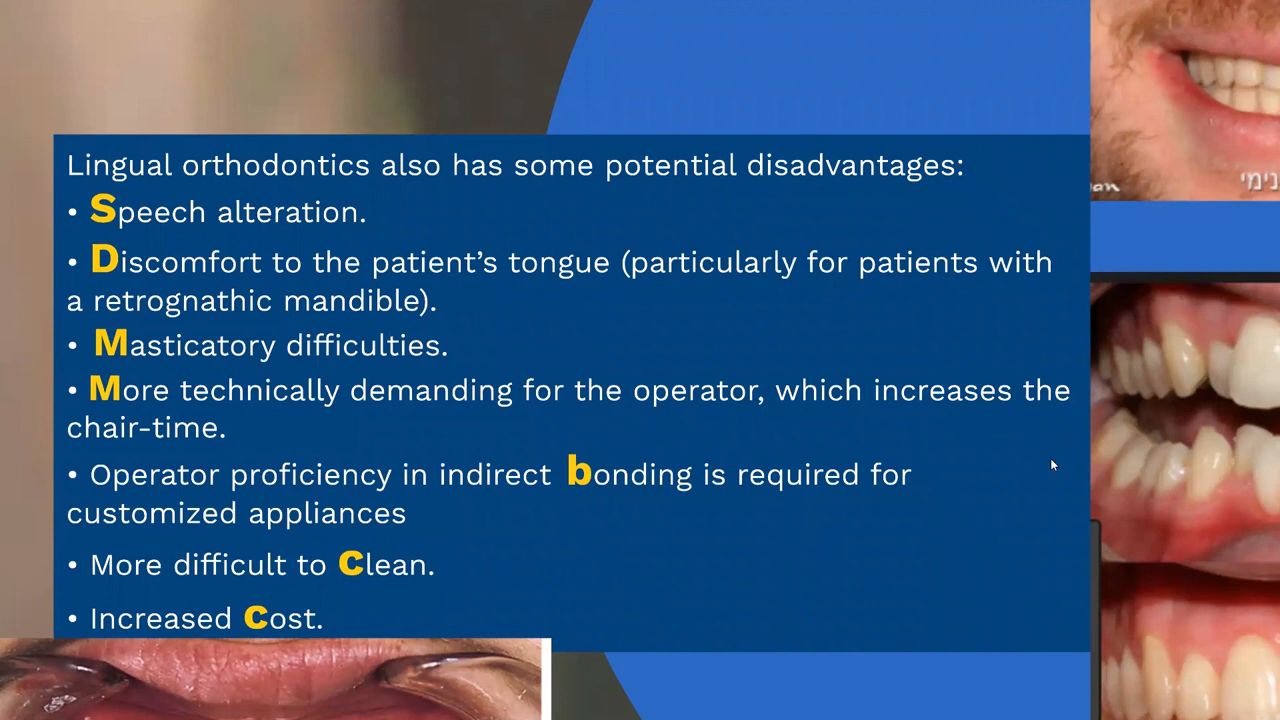 Lingual orthodontics also has some potential disadvantages:
• Speech alteration.
• Discomfort to the patient’s tongue (particularly for patients with
a retrognathic mandible).
• Masticatory difficulties.
• More technically demanding for the operator, which increases the
chair-time.
• Operator proficiency in indirect bonding is required for
customized appliances
• More difficult to Clean.
• Increased Cost.